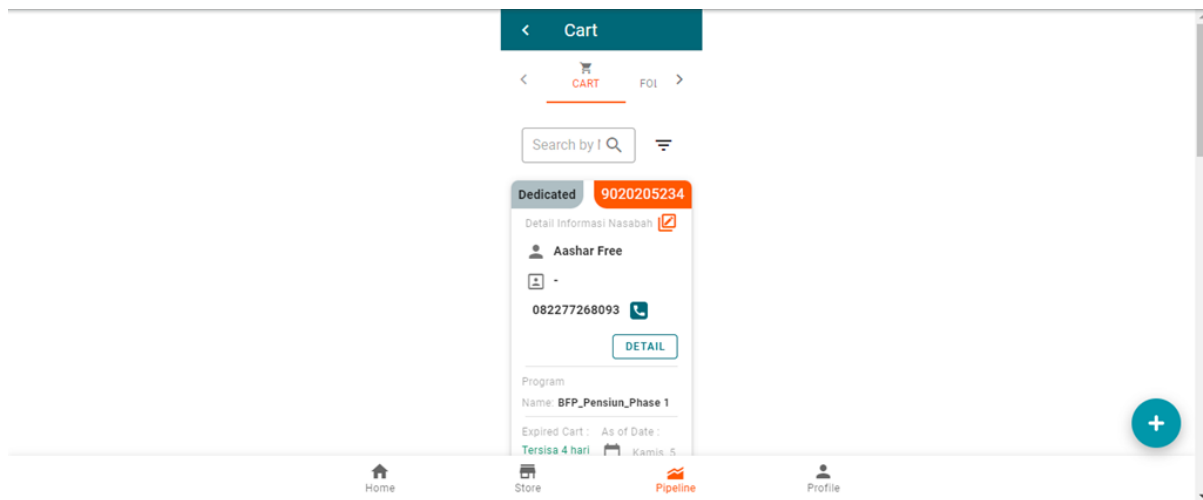 Cart
CART
FOL
Search by
Dedicated
9020205234
Detail Informasi Nasabah
Aashar Free
-
082277268093
DETAIL
Program
Name: BFP_Pensiun_Phase 1
Expired Cart : As of Date :
Tersisa 4 hari Kamis, 5
Home
Store
Pipeline
Profile